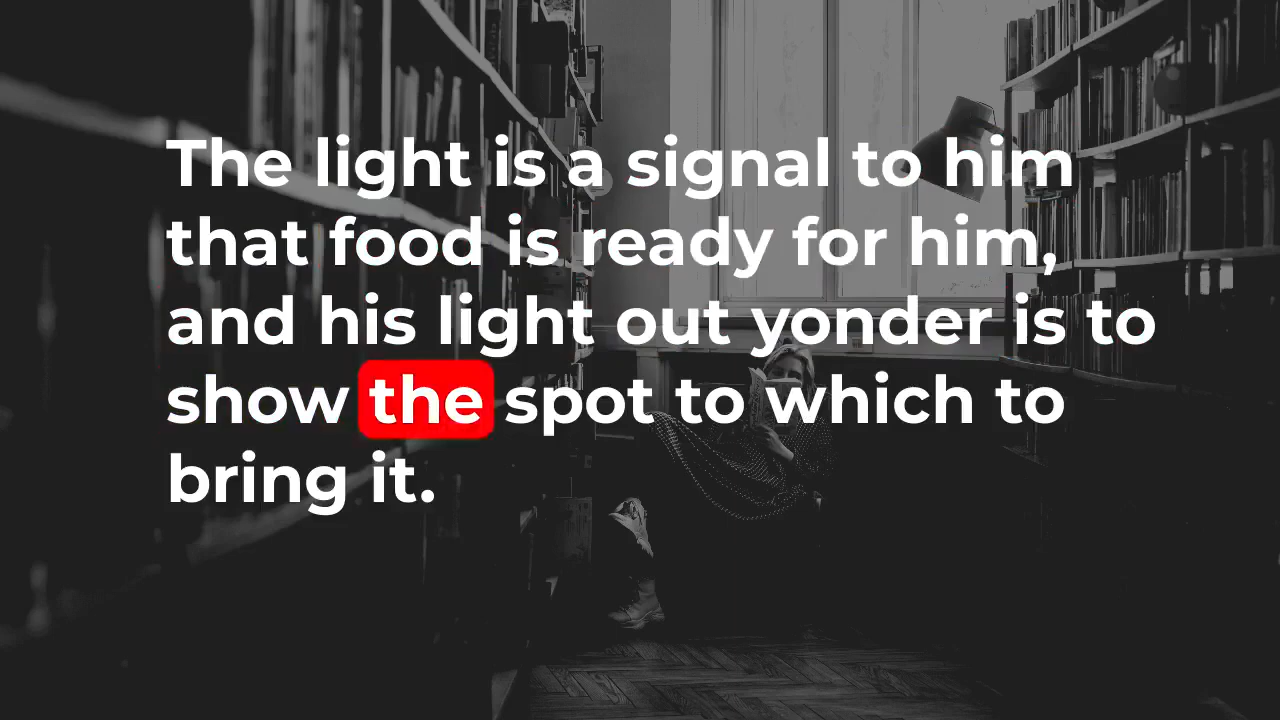 The light is a signal to him
that food is ready for him,
and his light out yonder is to
show the spot to which to
bring it.